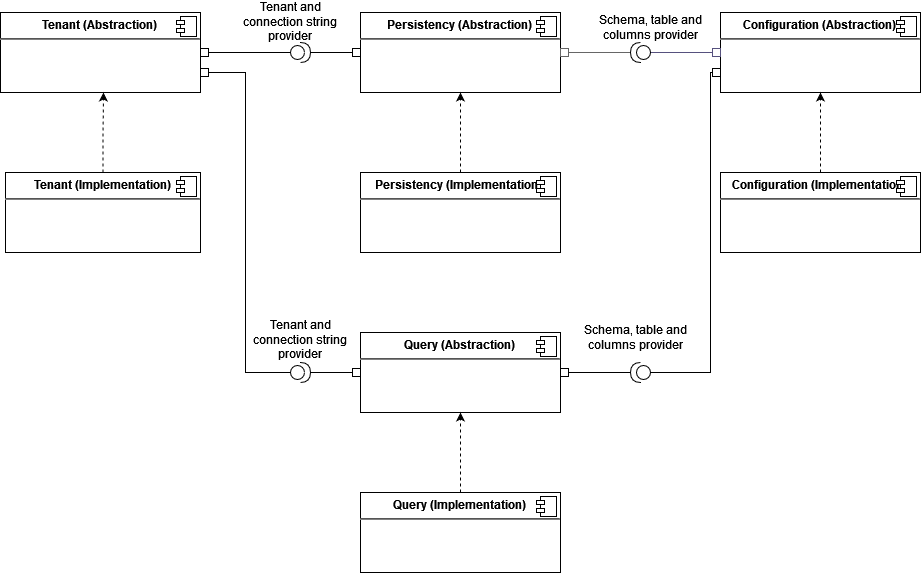 Tenant and
connection string
provider
Schema, table and
columns provider
Tenant (Abstraction)
Persistency (Abstraction)
Configuration (Abstraction)
Tenant (Implementation)
Persistency (Implementation
Configuration (Implementatio
Tenant and
connection string
provider
Schema, table and
columns provider
Query (Abstraction)
Query (Implementation)